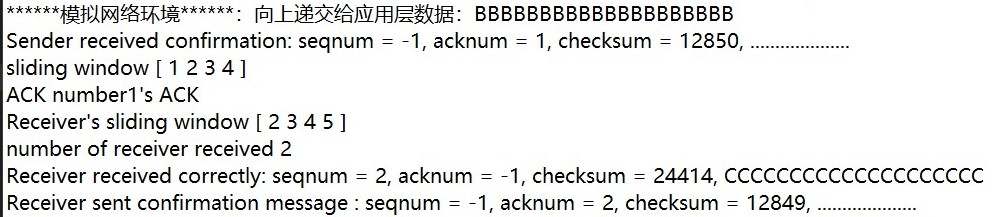 ******模拟网络环境******：向上递交给应用层数据：BBBBBBBBBBBBBBBBBBBB
Sender received confirmation: seqnum = -1, acknum = 1, checksum = 12850, ....................
sliding window [ 1 2 3 4 ]
ACK number1's ACK
Receiver's sliding window [ 2 3 4 5 ]
number of receiver received 2
Receiver received correctly: seqnum = 2, acknum = -1, checksum = 24414, CCCCCCCCCCCCCCCCCCCC
Receiver sent confirmation message : seqnum = -1, acknum = 2, checksum = 12849, ....................